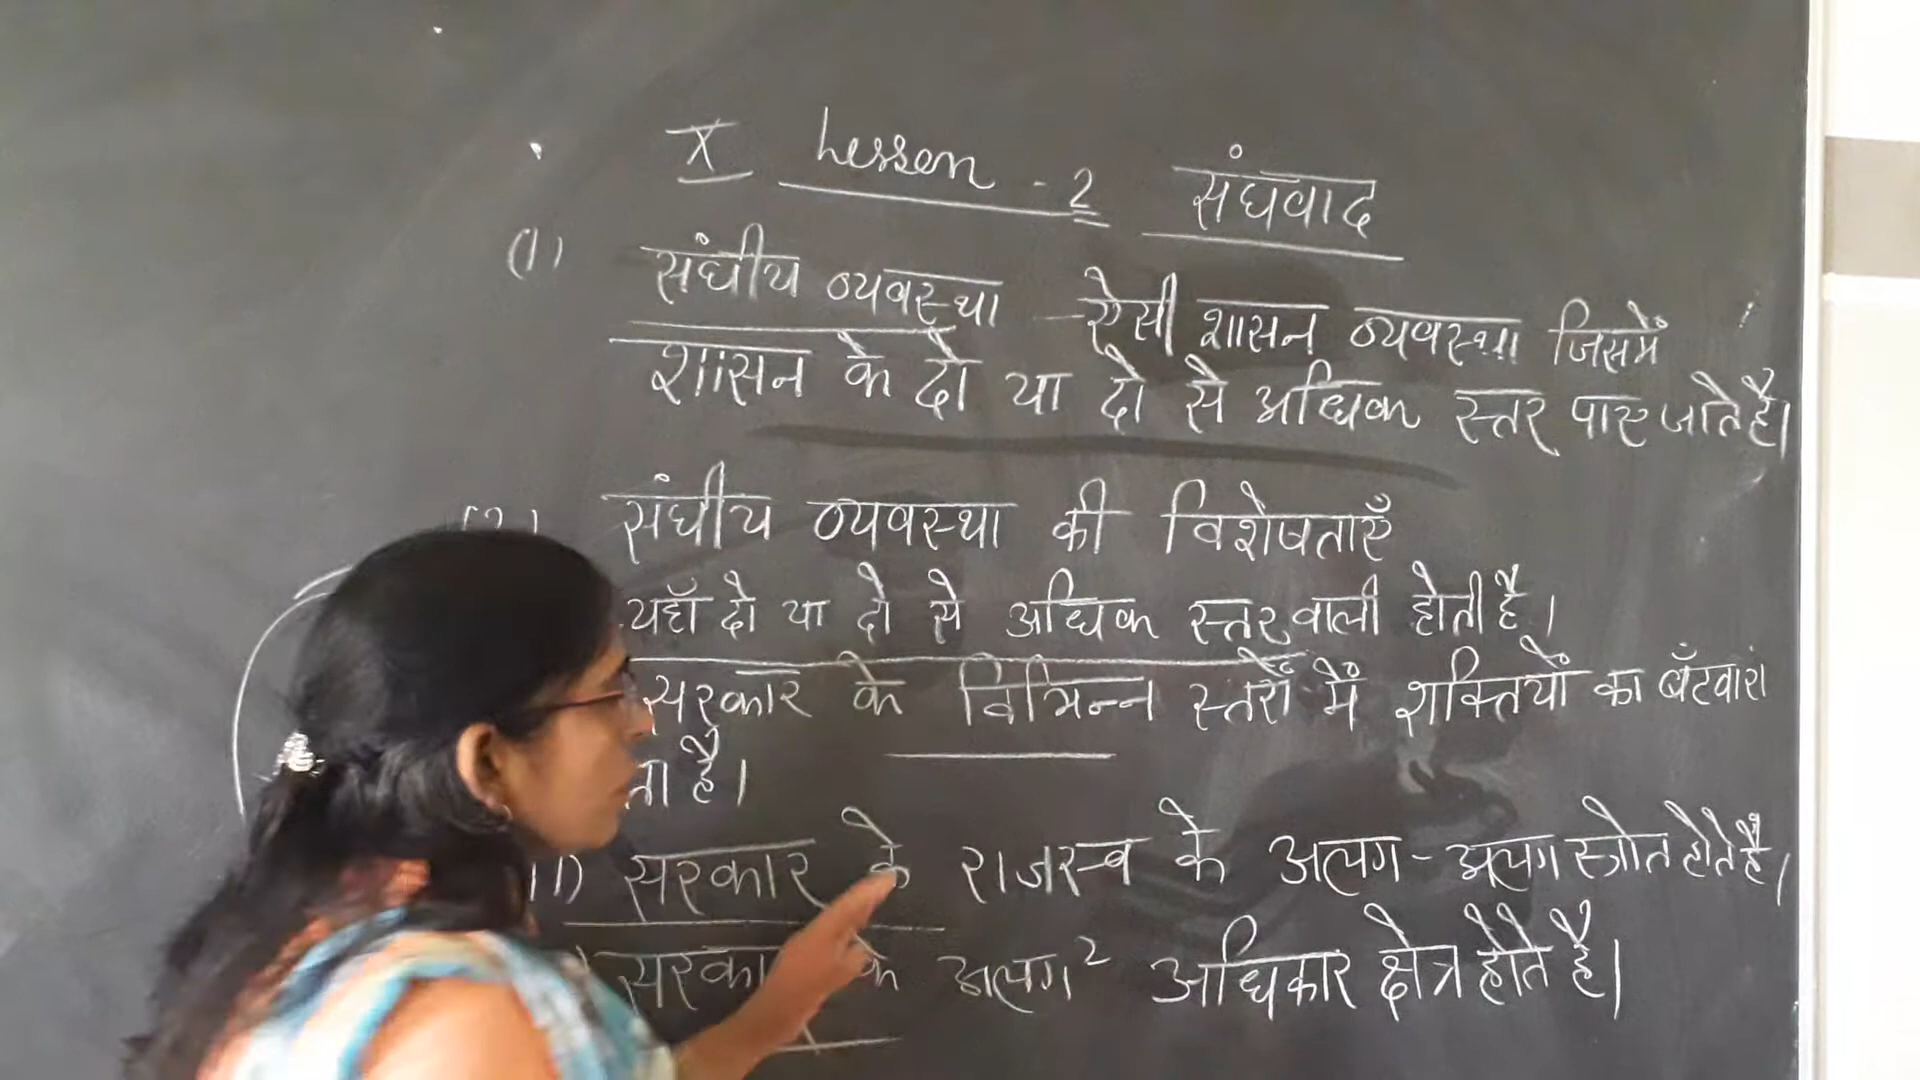 X Lesson - 2 संघवाद
(1) संघीय व्यवस्था - ऐसी शासन व्यवस्था जिसमें
शासन के दो या दो से अधिक स्तर पाए जाते है।
(2) संघीय व्यवस्था की विशेषताएँ
यहाँ दो या दो से अधिक स्तर वाली होती है।
सरकार के विभिन्न स्तरों में शक्तियों का बँटवारा
ता है।
सरकार के राजस्व के अलग - अलग स्त्रोत होते है।
सरकार के अलग² अधिकार क्षेत्र होते है।